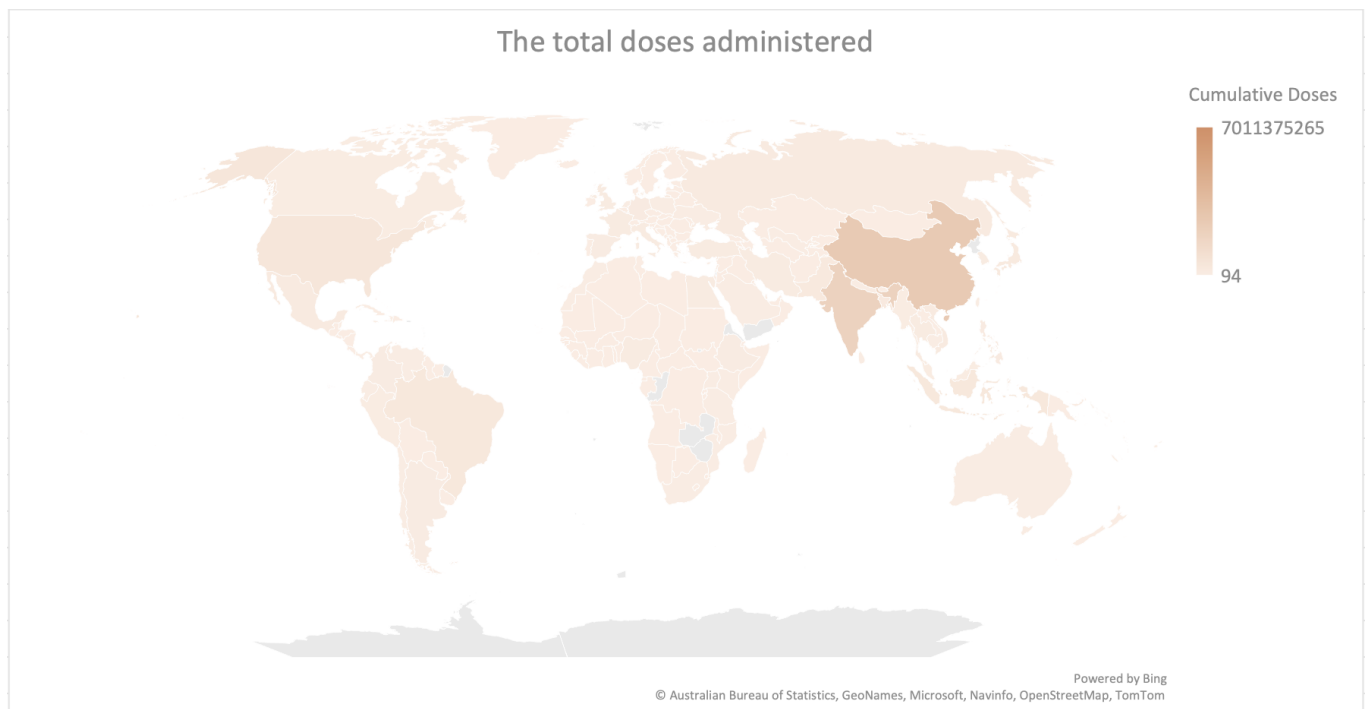 The total doses administered
Cumulative Doses
7011375265
94
Powered by Bing
© Australian Bureau of Statistics, GeoNames, Microsoft, Navinfo, OpenStreetMap, TomTom